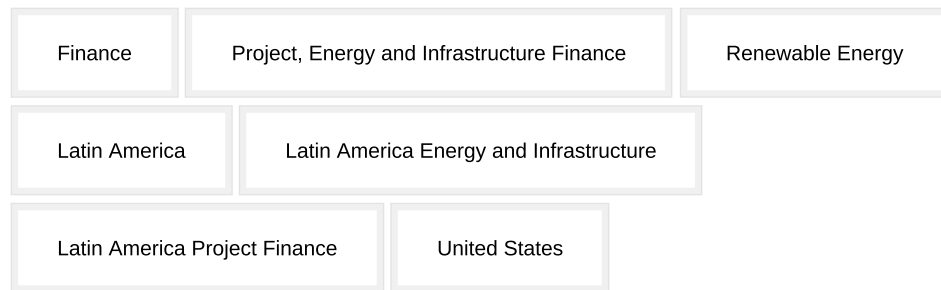 Finance Project, Energy and Infrastructure Finance Renewable Energy
Latin America Latin America Energy and Infrastructure
Latin America Project Finance United States